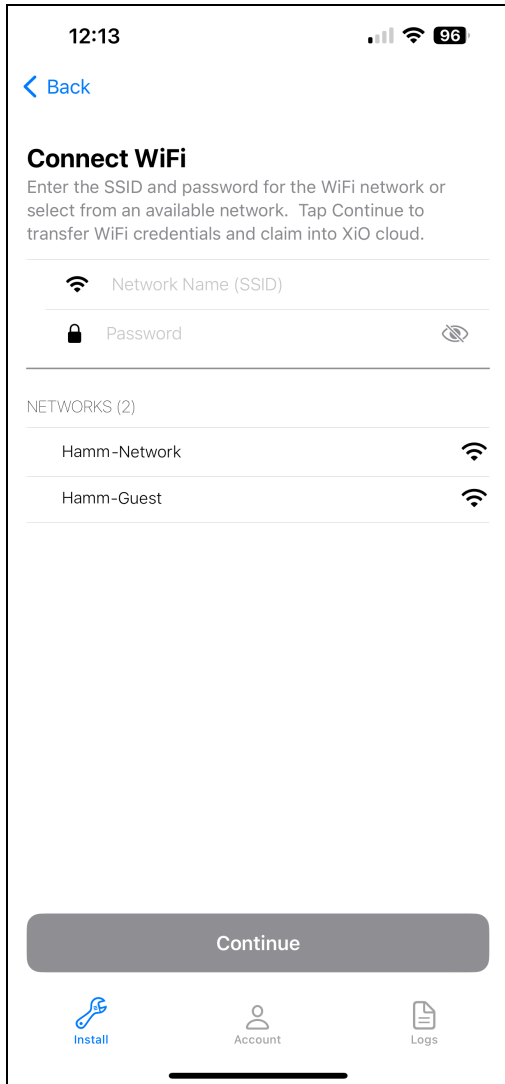 12:13
96
Back
Connect WiFi
Enter the SSID and password for the WiFi network or
select from an available network.  Tap Continue to
transfer WiFi credentials and claim into XiO cloud.
Network Name (SSID)
Password
NETWORKS (2)
Hamm-Network
Hamm-Guest
Continue
Install
Account
Logs